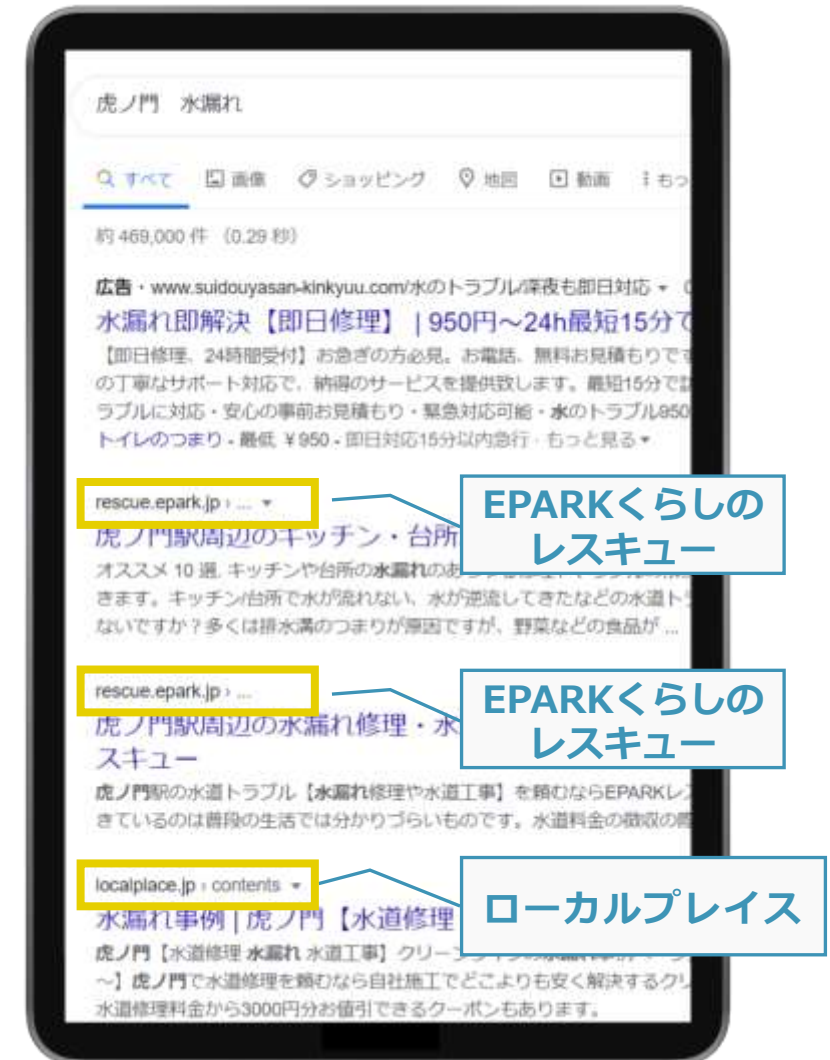 虎ノ門 水漏れ
すべて 画像 ショッピング 地図 動画 もっ
約 469,000 件 (0.29 秒)
広告・www.suidouyasan-kinkyuu.com/水のトラブル/深夜も即日対応
水漏れ即解決【即日修理】 | 950円～24h最短15分で
【即日修理、24時間受付】お急ぎの方必見。お電話、無料お見積もりです
の丁寧なサポート対応で、納得のサービスを提供致します。最短15分で
ラブルに対応・安心の事前お見積もり・緊急対応可能・水のトラブル950
トイレのつまり - 最低 ¥950 - 即日対応15分以内急行 · もっと見る
rescue.epark.jp › ...
EPARKくらしの
レスキュー
虎ノ門駅周辺のキッチン・台所
オススメ 10 選. キッチンや台所の水漏れの
きます。キッチン/台所で水が流れない、水が逆流してきたなどの水道ト
ないですか？多くは排水溝のつまりが原因ですが、野菜などの食品が ...
rescue.epark.jp › ...
EPARKくらしの
レスキュー
虎ノ門駅周辺の水漏れ修理・水
スキュー
虎ノ門駅の水道トラブル【水漏れ修理や水道工事】を頼むならEPARKレス
きているのは普段の生活では分かりづらいものです。水道料金の徴収の際
localplace.jp › contents
ローカルプレイス
水漏れ事例 | 虎ノ門【水道修理
虎ノ門【水道修理 水漏れ 水道工事】クリー
～】虎ノ門で水道修理を頼むなら自社施工でどこよりも安く解決するクリ
水道修理料金から3000円分お値引できるクーポンもあります。